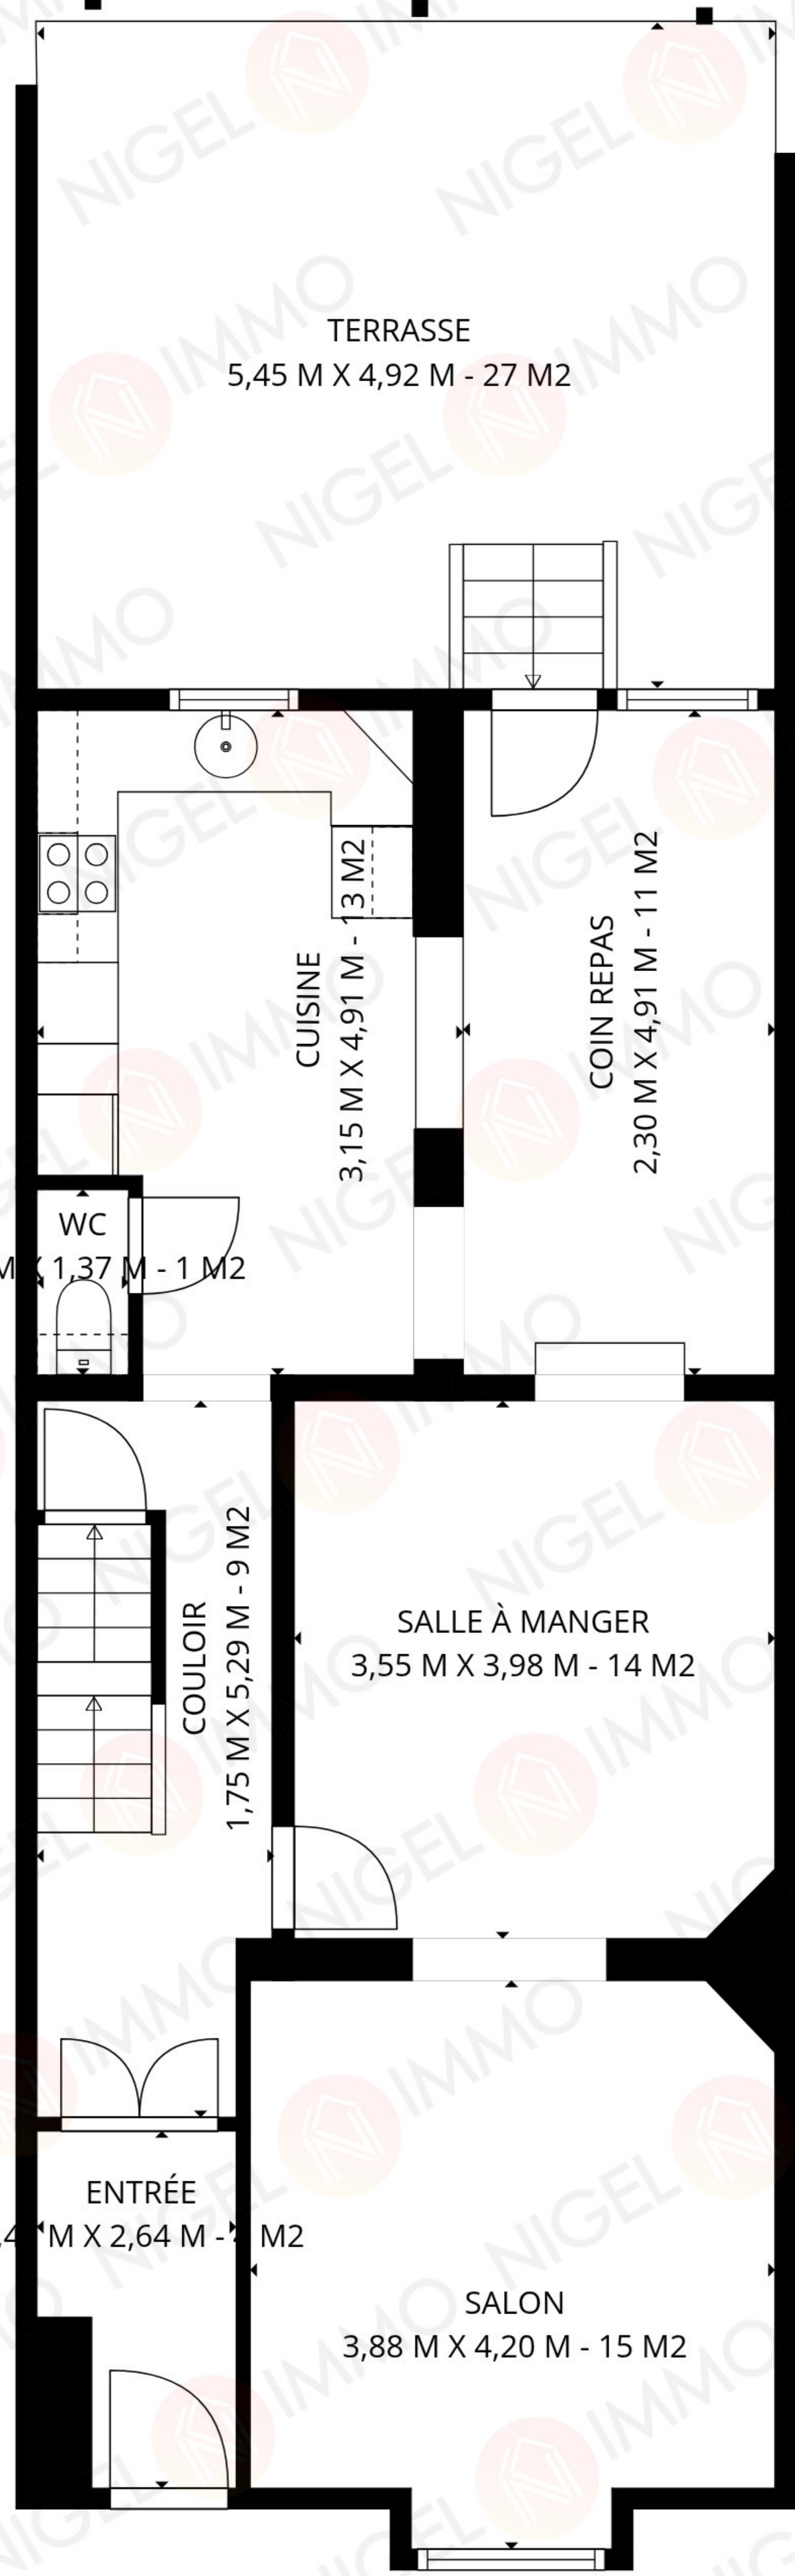 TERRASSE
5,45 M X 4,92 M - 27 M2
CUISINE
3,15 M X 4,91 M - 13 M2
COIN REPAS
2,30 M X 4,91 M - 11 M2
WC
M X 1,37 M - 1 M2
COULOIR
1,75 M X 5,29 M - 9 M2
SALLE À MANGER
3,55 M X 3,98 M - 14 M2
ENTRÉE
M X 2,64 M - M2
SALON
3,88 M X 4,20 M - 15 M2
NIGEL IMMO